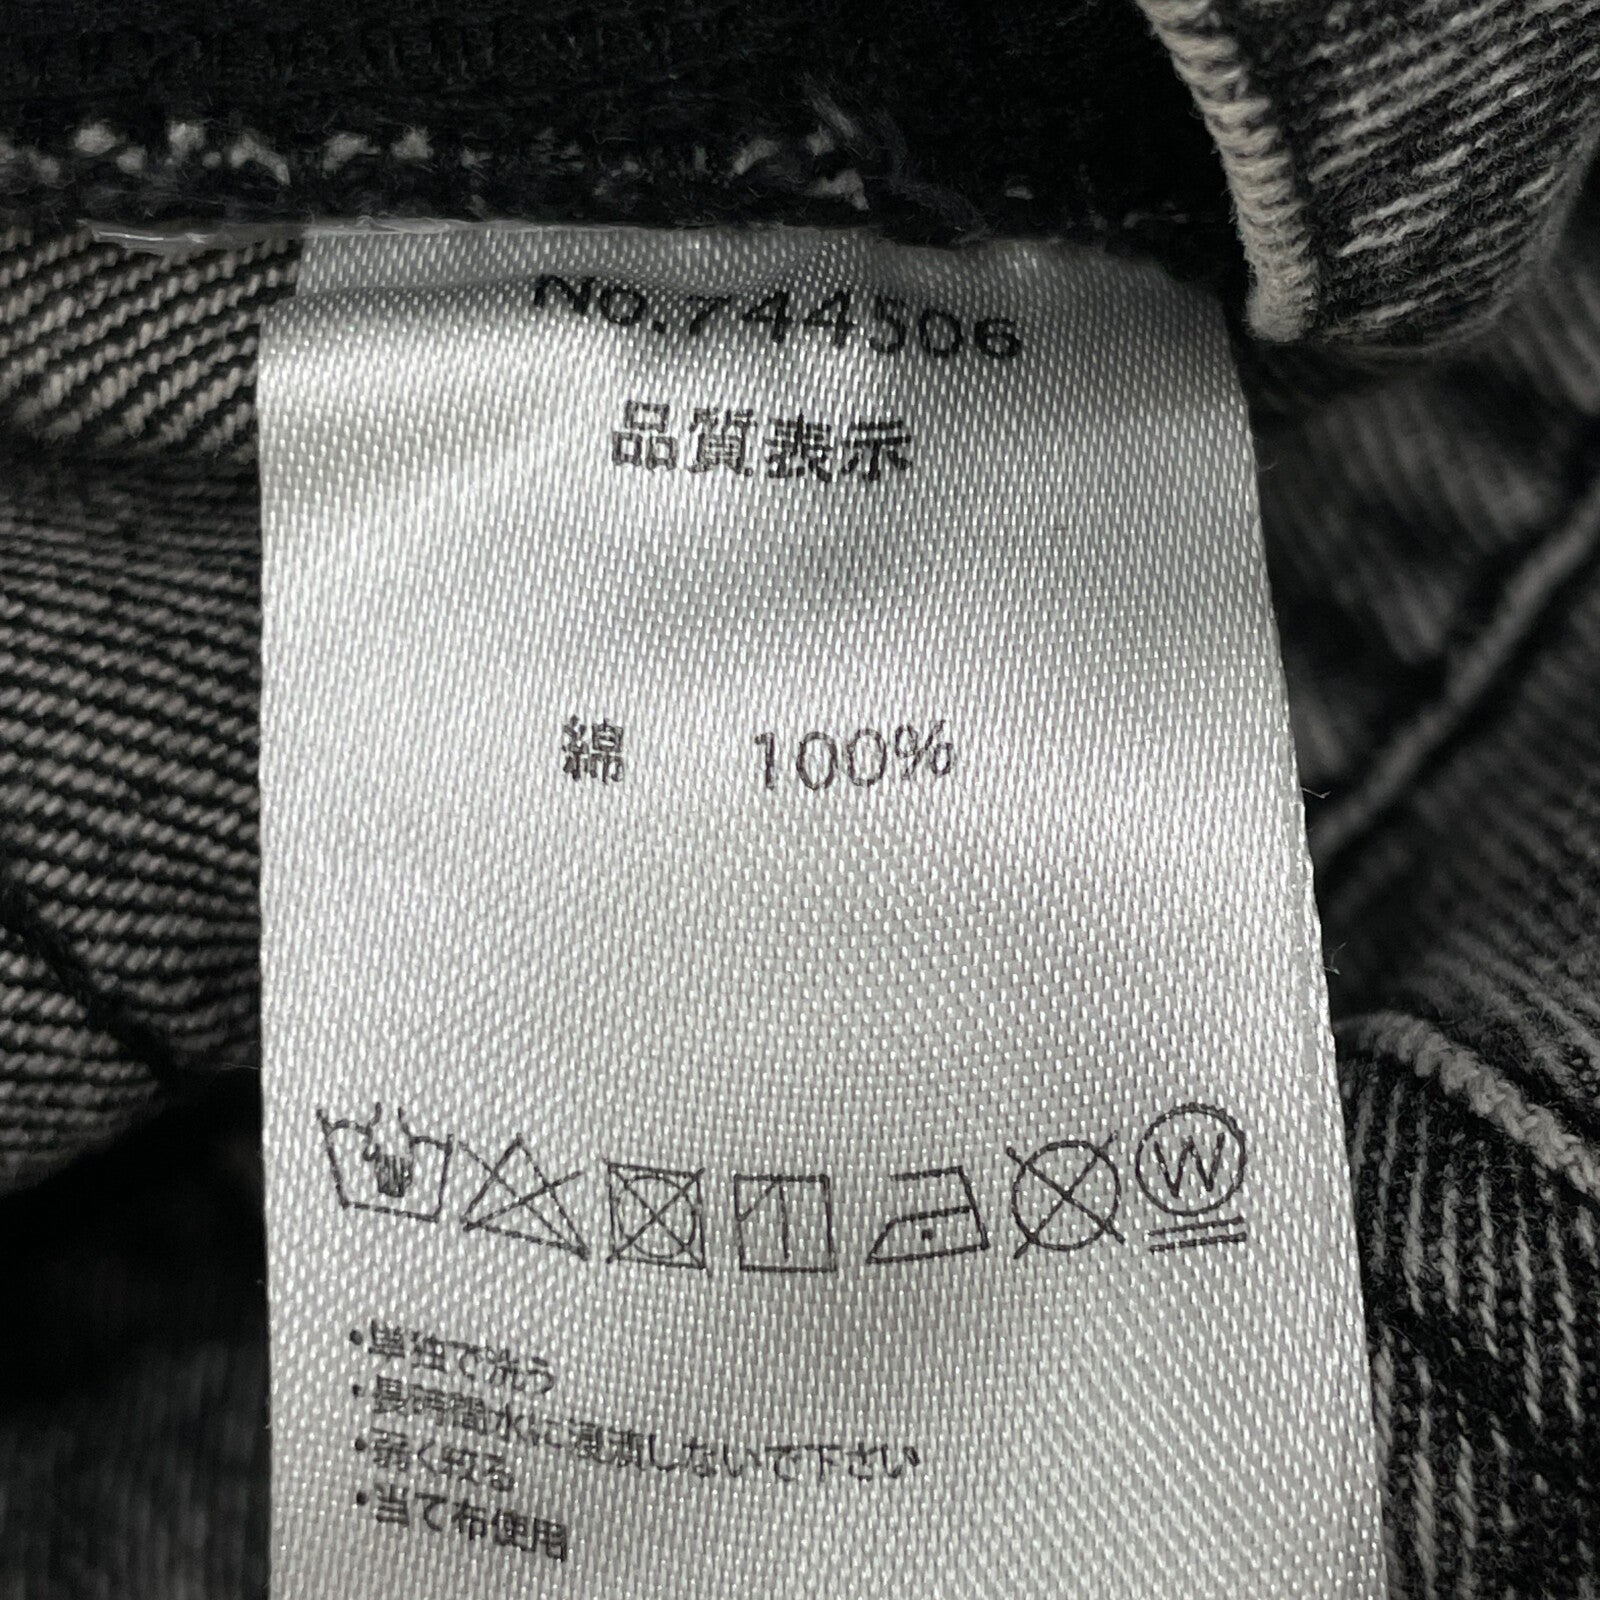 No.744506
品質表示
綿 100%
W
・単独で洗う
・長時間水に浸漬しないで下さい
・弱く絞る
・当て布使用